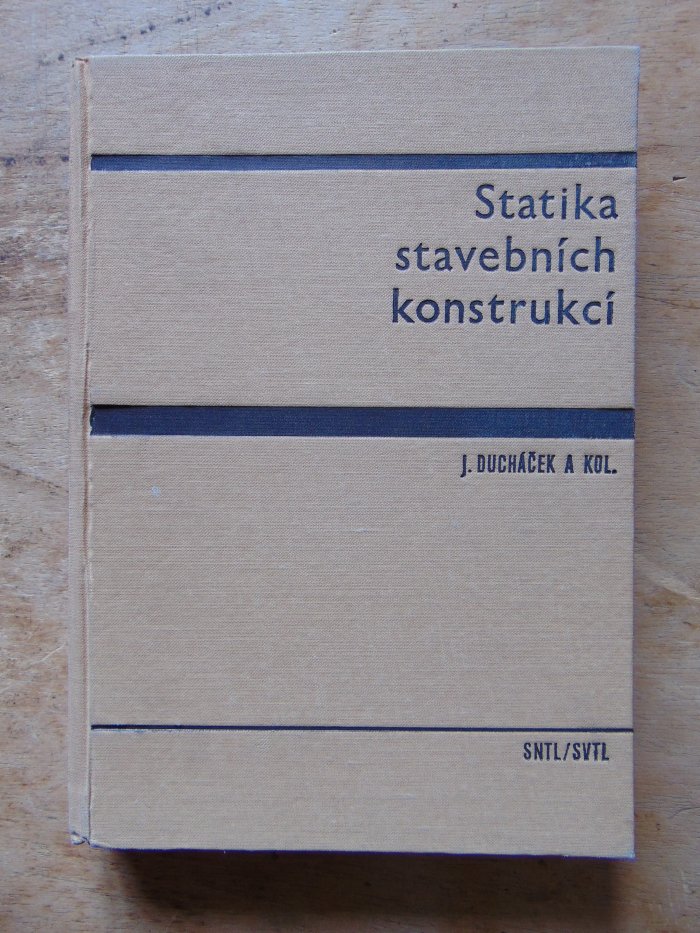 Statika
stavebních
konstrukcí
J. DUCHÁČEK A KOL.
SNTL/SVTL